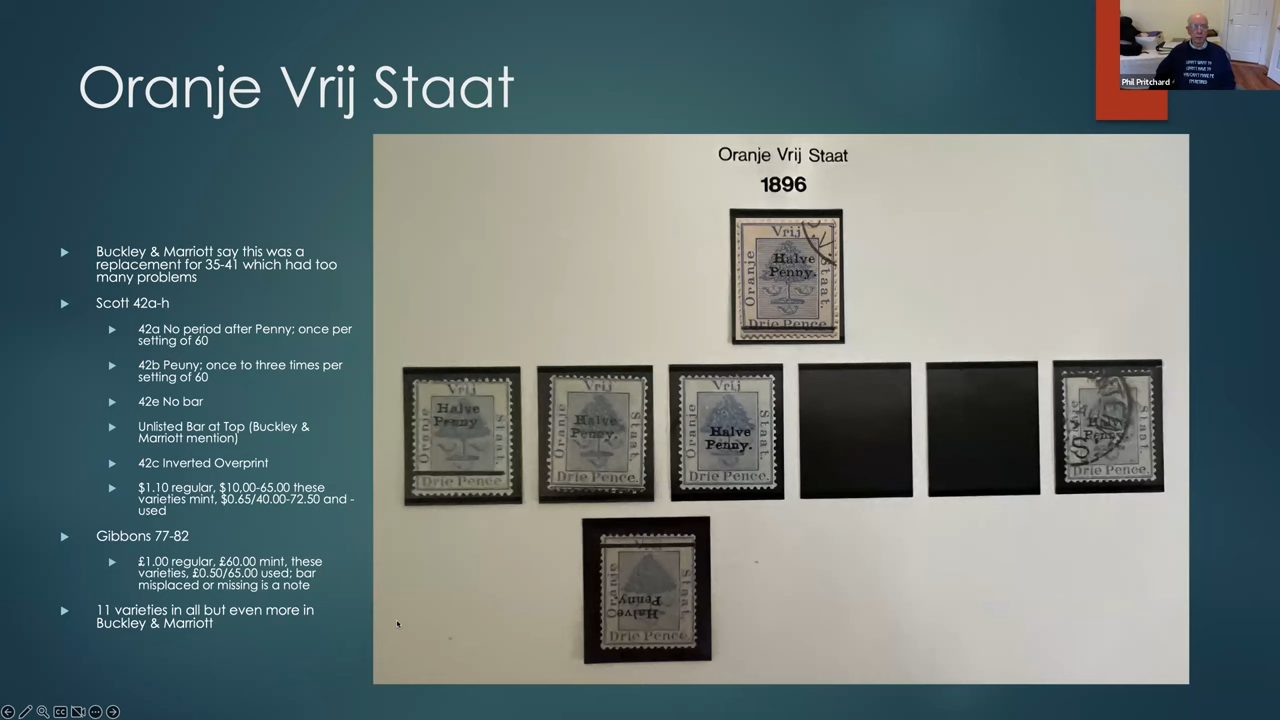 Oranje Vrij Staat
Phil Pritchard
Buckley & Marriott say this was a
replacement for 35-41 which had too
many problems
Scott 42a-h
42a No period after Penny; once per
setting of 60
42b Peuny; once to three times per
setting of 60
42e No bar
Unlisted Bar at Top (Buckley &
Marriott mention)
42c Inverted Overprint
$1.10 regular, $10.00-65.00 these
varieties mint, $0.65/40.00-72.50 and -
used
Gibbons 77-82
£1.00 regular, £60.00 mint, these
varieties, £0.50/65.00 used; bar
misplaced or missing is a note
11 varieties in all but even more in
Buckley & Marriott
Oranje Vrij Staat
1896
Vrij
Oranje
Staat.
Halve
Penny.
Drie Pence.
Vrij
Oranje
Staat.
Halve
Penny
Drie Pence.
Vrij
Oranje
Staat.
Halve
Penny.
Drie Pence.
Vrij
Oranje
Staat.
Halve
Penny.
Drie Pence.
Staat.
Halve
Drie Pence.
Vrij
Oranje
Staat.
Penny
Halve
Drie Pence.
CC